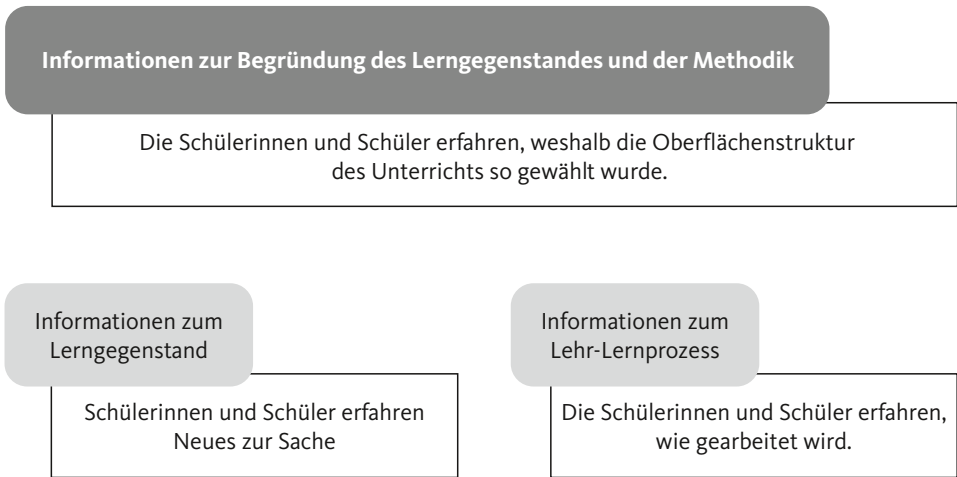 Informationen zur Begründung des Lerngegenstandes und der Methodik
Die Schülerinnen und Schüler erfahren, weshalb die Oberflächenstruktur
des Unterrichts so gewählt wurde.
Informationen zum
Lerngegenstand
Schülerinnen und Schüler erfahren
Neues zur Sache
Informationen zum
Lehr-Lernprozess
Die Schülerinnen und Schüler erfahren,
wie gearbeitet wird.